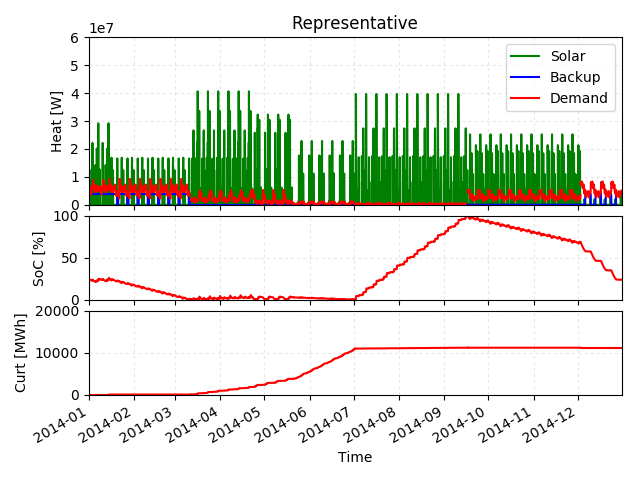 Representative
1e7
Heat [W]
6
5
4
3
2
1
0
Solar
Backup
Demand
SoC [%]
100
50
0
Curt [MWh]
20000
10000
0
2014-01
2014-02
2014-03
2014-04
2014-05
2014-06
2014-07
2014-08
2014-09
2014-10
2014-11
2014-12
Time